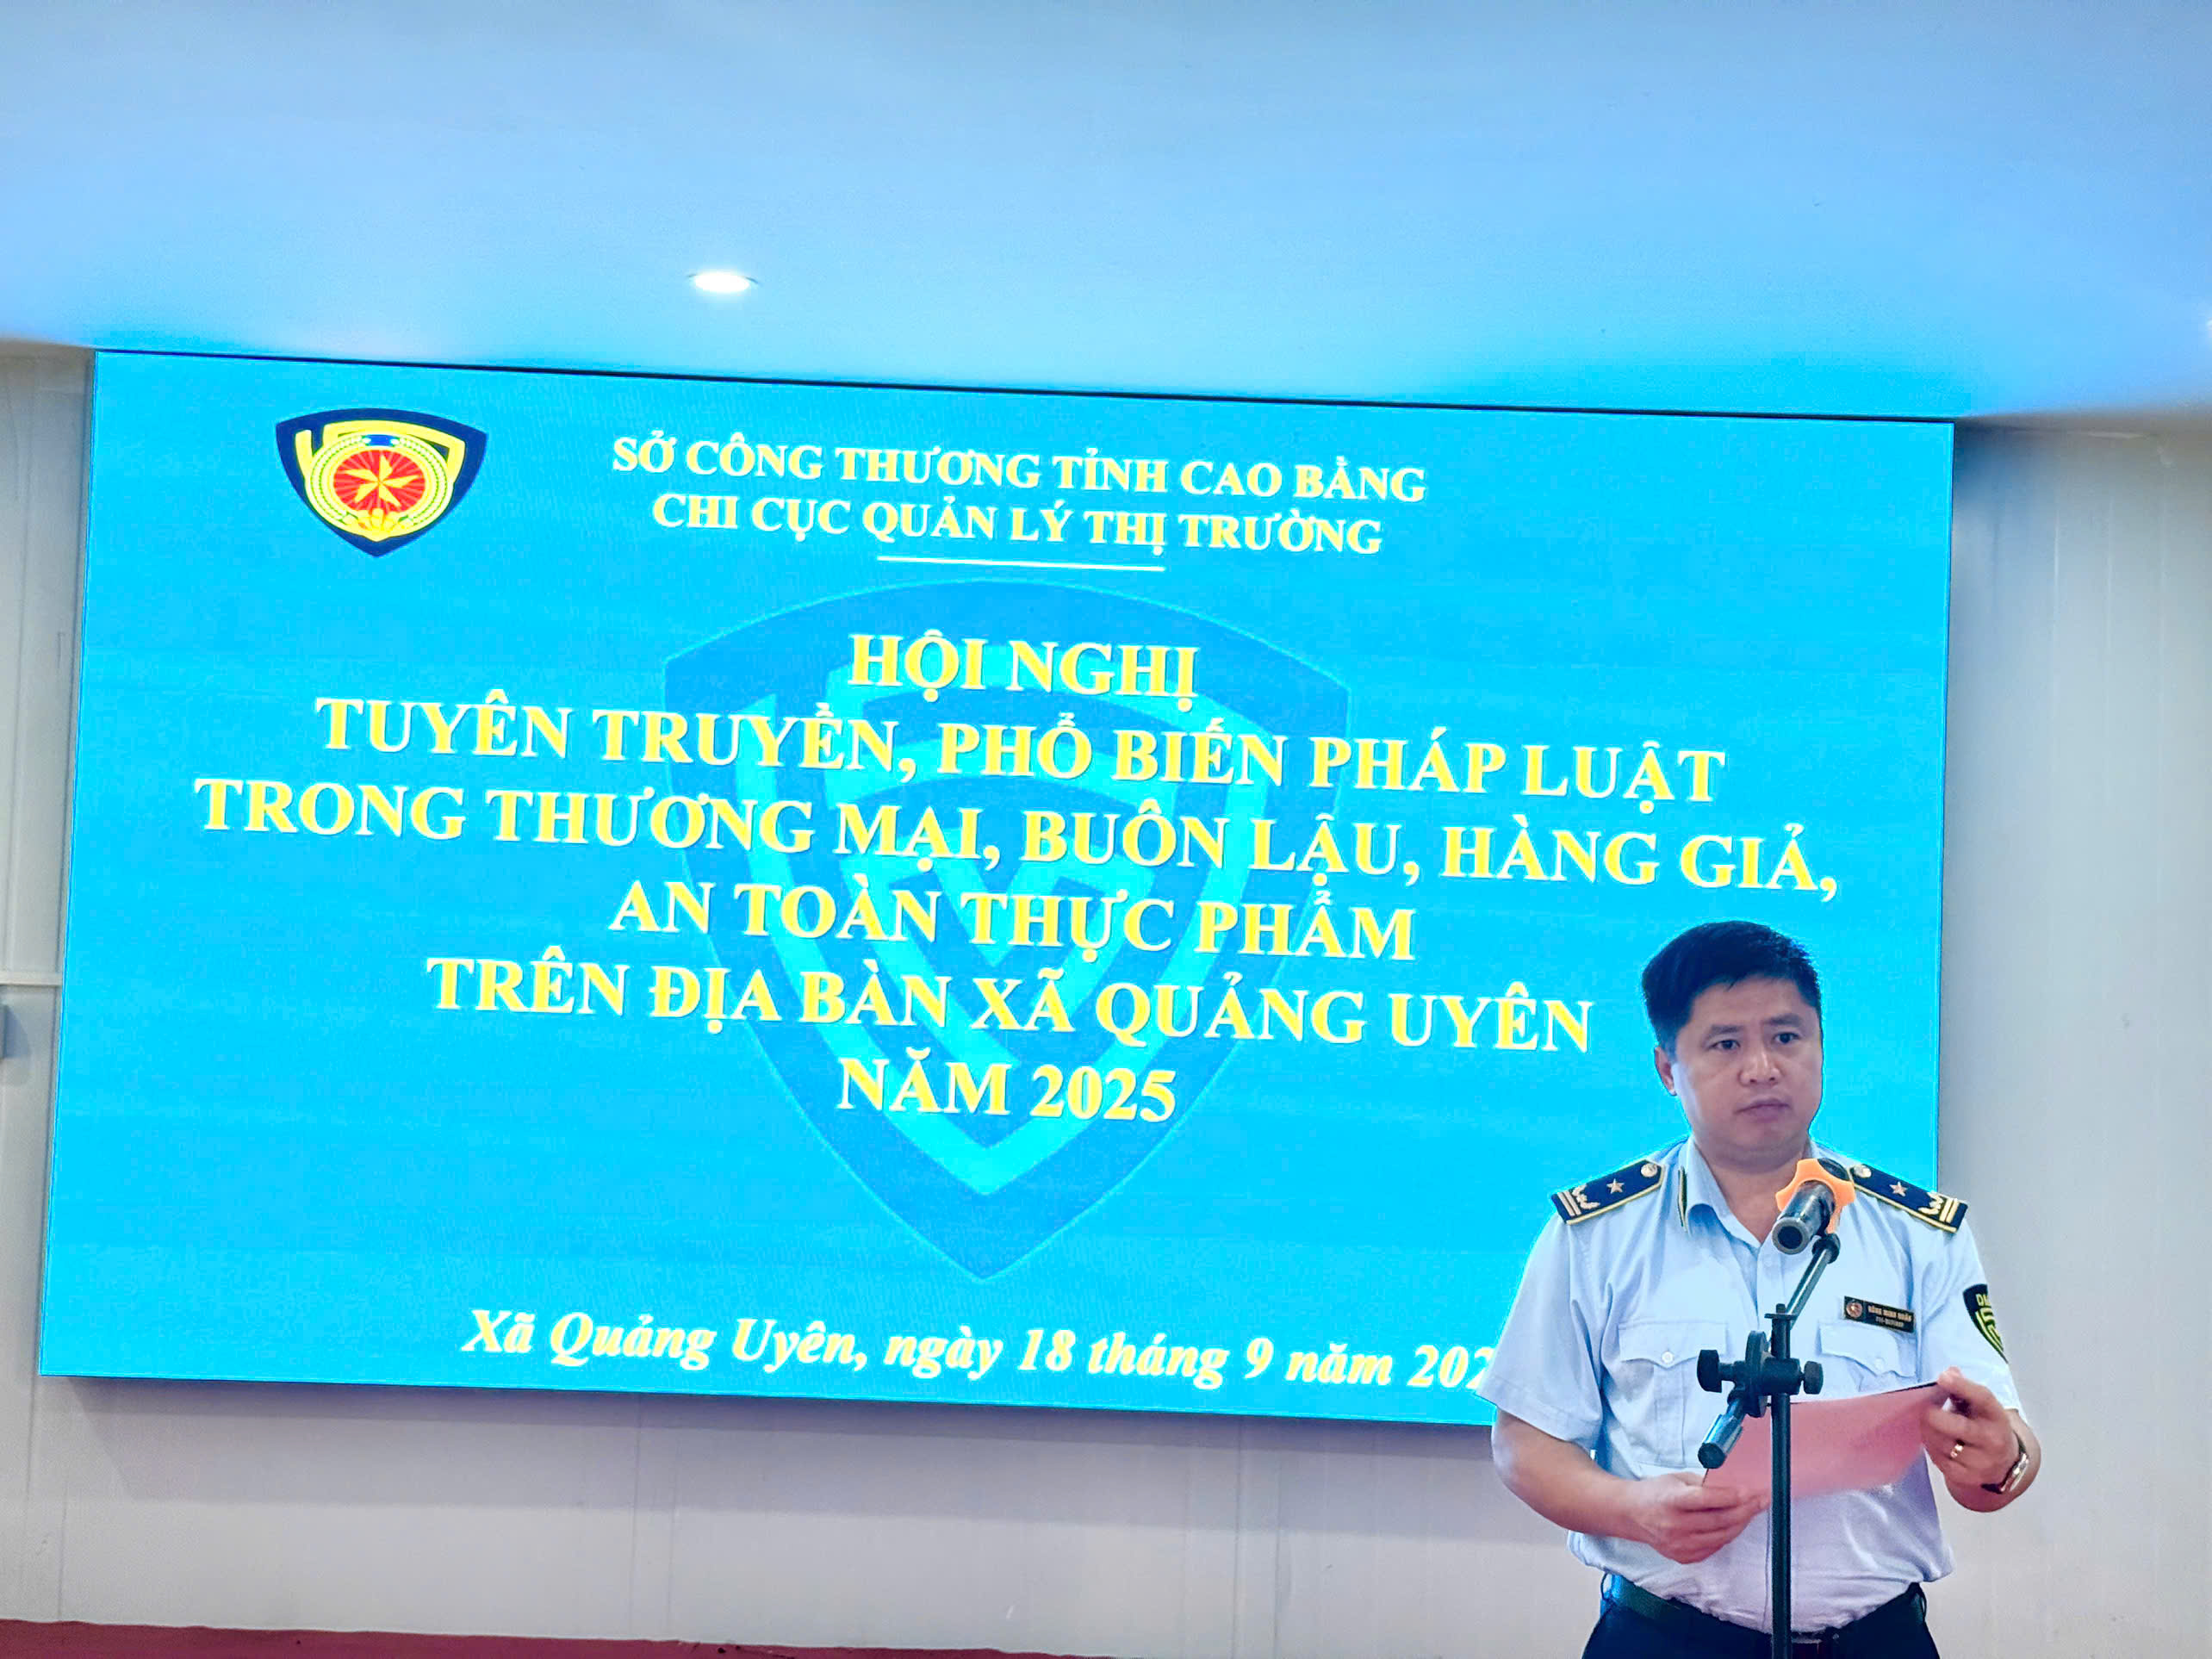 SỞ CÔNG THƯƠNG TỈNH CAO BẰNG
CHI CỤC QUẢN LÝ THỊ TRƯỜNG
HỘI NGHỊ
TUYÊN TRUYỀN, PHỔ BIẾN PHÁP LUẬT
TRONG THƯƠNG MẠI, BUÔN LẬU, HÀNG GIẢ,
AN TOÀN THỰC PHẨM
TRÊN ĐỊA BÀN XÃ QUẢNG UYÊN
NĂM 2025
Xã Quảng Uyên, ngày 18 tháng 9 năm 202